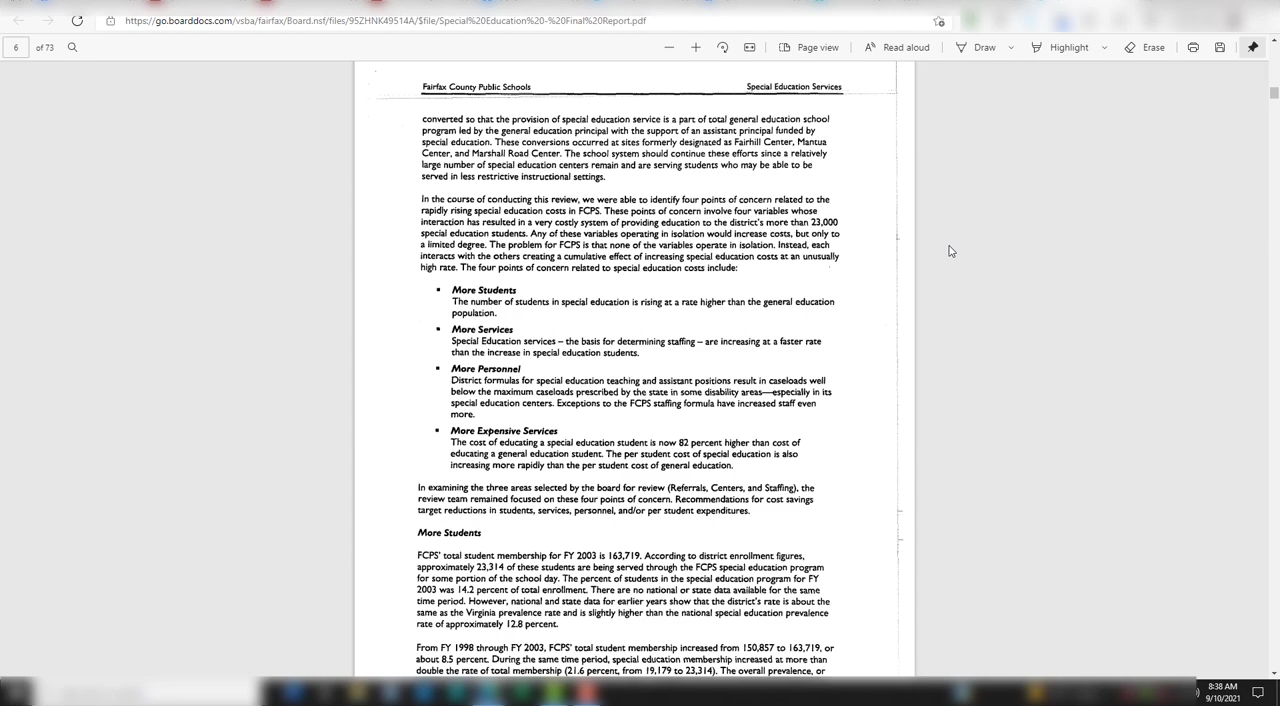 https://go.boarddocs.com/vsba/fairfax/Board.nsf/files/95ZHNK49514A/$file/Special%20Education%20-%20Final%20Report.pdf
6 of 73 Page view Read aloud Draw Highlight Erase
Fairfax County Public Schools Special Education Services
converted so that the provision of special education service is a part of total general education school
program led by the general education principal with the support of an assistant principal funded by
special education. These conversions occurred at sites formerly designated as Fairhill Center, Mantua
Center, and Marshall Road Center. The school system should continue these efforts since a relatively
large number of special education centers remain and are serving students who may be able to be
served in less restrictive instructional settings.
In the course of conducting this review, we were able to identify four points of concern related to the
rapidly rising special education costs in FCPS. These points of concern involve four variables whose
interaction has resulted in a very costly system of providing education to the district's more than 23,000
special education students. Any of these variables operating in isolation would increase costs, but only to
a limited degree. The problem for FCPS is that none of the variables operate in isolation. Instead, each
interacts with the others creating a cumulative effect of increasing special education costs at an unusually
high rate. The four points of concern related to special education costs include:
▪ More Students
The number of students in special education is rising at a rate higher than the general education
population.
▪ More Services
Special Education services – the basis for determining staffing – are increasing at a faster rate
than the increase in special education students.
▪ More Personnel
District formulas for special education teaching and assistant positions result in caseloads well
below the maximum caseloads prescribed by the state in some disability areas—especially in its
special education centers. Exceptions to the FCPS staffing formula have increased staff even
more.
▪ More Expensive Services
The cost of educating a special education student is now 82 percent higher than cost of
educating a general education student. The per student cost of special education is also
increasing more rapidly than the per student cost of general education.
In examining the three areas selected by the board for review (Referrals, Centers, and Staffing), the
review team remained focused on these four points of concern. Recommendations for cost savings
target reductions in students, services, personnel, and/or per student expenditures.
More Students
FCPS' total student membership for FY 2003 is 163,719. According to district enrollment figures,
approximately 23,314 of these students are being served through the FCPS special education program
for some portion of the school day. The percent of students in the special education program for FY
2003 was 14.2 percent of total enrollment. There are no national or state data available for the same
time period. However, national and state data for earlier years show that the district's rate is about the
same as the Virginia prevalence rate and is slightly higher than the national special education prevalence
rate of approximately 12.8 percent.
From FY 1998 through FY 2003, FCPS' total student membership increased from 150,857 to 163,719, or
about 8.5 percent. During the same time period, special education membership increased at more than
double the rate of total membership (21.6 percent, from 19,179 to 23,314). The overall prevalence, or
8:38 AM
9/10/2021